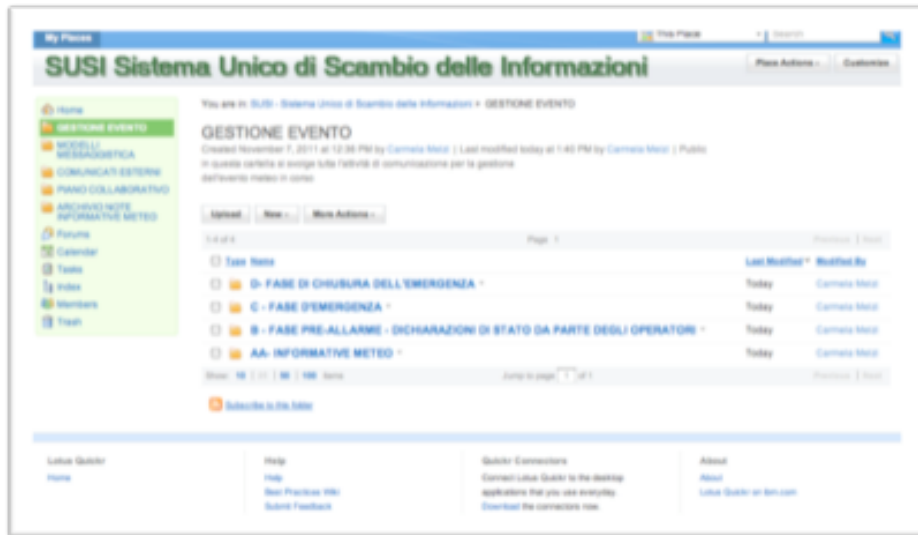 My Places
This Place
Search
SUSI Sistema Unico di Scambio delle Informazioni
Place Actions
Customize
Home
GESTIONE EVENTO
MODELLI MESSAGGISTICA
COMUNICATI ESTERNI
PIANO COLLABORATIVO
ARCHIVIO NOTE INFORMATIVE METEO
Forums
Calendar
Tasks
Index
Members
Trash
You are in: SUSI - Sistema Unico di Scambio delle Informazioni > GESTIONE EVENTO
GESTIONE EVENTO
Created November 7, 2011 at 12:36 PM by Carmela Melzi | Last modified today at 1:40 PM by Carmela Melzi | Public
in questa cartella si svolge tutta l'attività di comunicazione per la gestione
dell'evento meteo in corso
Upload New More Actions
1-4 of 4 Page 1 Previous | Next
Type Name Last Modified Modified By
D- FASE DI CHIUSURA DELL'EMERGENZA Today Carmela Melzi
C - FASE D'EMERGENZA Today Carmela Melzi
B - FASE PRE-ALLARME - DICHIARAZIONI DI STATO DA PARTE DEGLI OPERATORI Today Carmela Melzi
AA- INFORMATIVE METEO Today Carmela Melzi
Show: 10 | | 50 | 100 items Jump to page 1 of 1 Previous | Next
Subscribe to this folder
Lotus Quickr
Home
Help
Help
Best Practices Wiki
Submit Feedback
Quickr Connectors
Connect Lotus Quickr to the desktop
applications that you use everyday.
Download the connectors now.
About
About
Lotus Quickr on ibm.com